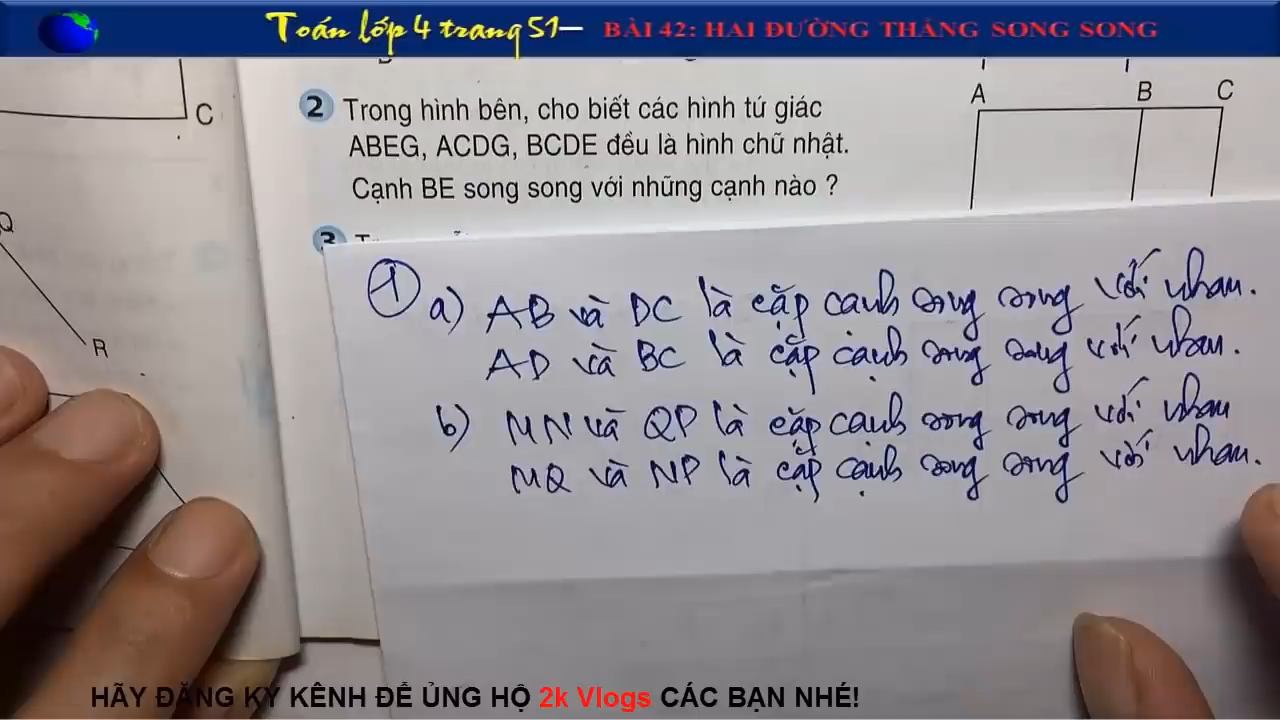 Toán lớp 4 trang 51– BÀI 42: HAI ĐƯỜNG THẲNG SONG SONG
C
Q
R
2 Trong hình bên, cho biết các hình tứ giác
ABEG, ACDG, BCDE đều là hình chữ nhật.
Cạnh BE song song với những cạnh nào ?
A B C
3
1 a) AB và DC là cặp cạnh song song với nhau.
AD và BC là cặp cạnh song song với nhau.
b) MN và QP là cặp cạnh song song với nhau
MQ và NP là cặp cạnh song song với nhau.
HÃY ĐĂNG KÝ KÊNH ĐỂ ỦNG HỘ 2k Vlogs CÁC BẠN NHÉ!